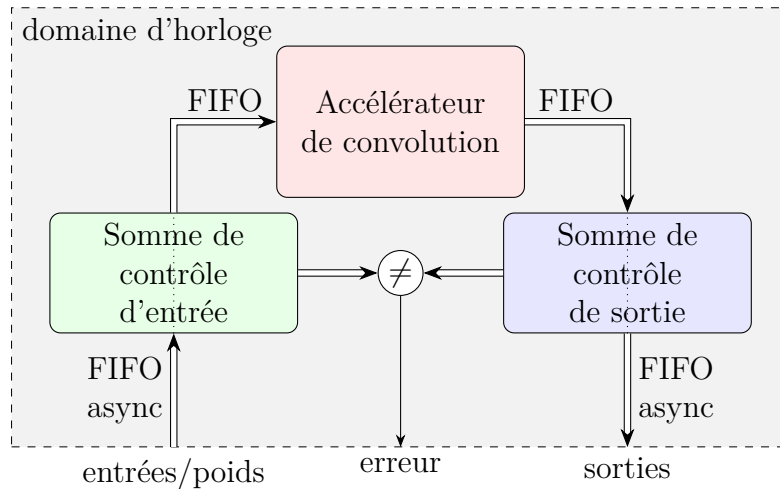 domaine d'horloge
FIFO
Accélérateur
de convolution
FIFO
Somme de
contrôle
d'entrée
≠
Somme de
contrôle
de sortie
FIFO
async
FIFO
async
entrées/poids
erreur
sorties